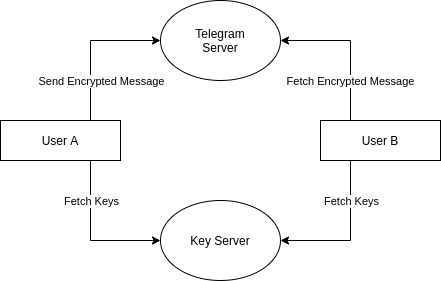 Telegram
Server
Send Encrypted Message
Fetch Encrypted Message
User A
User B
Fetch Keys
Fetch Keys
Key Server